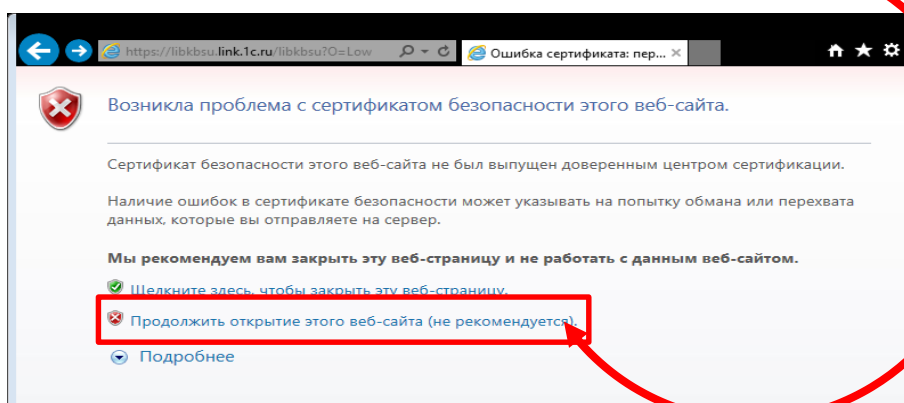 https://libkbsu.link.1c.ru/libkbsu?O=Low
Ошибка сертификата: пер...
Возникла проблема с сертификатом безопасности этого веб-сайта.
Сертификат безопасности этого веб-сайта не был выпущен доверенным центром сертификации.
Наличие ошибок в сертификате безопасности может указывать на попытку обмана или перехвата
данных, которые вы отправляете на сервер.
Мы рекомендуем вам закрыть эту веб-страницу и не работать с данным веб-сайтом.
Щелкните здесь, чтобы закрыть эту веб-страницу.
Продолжить открытие этого веб-сайта (не рекомендуется).
Подробнее